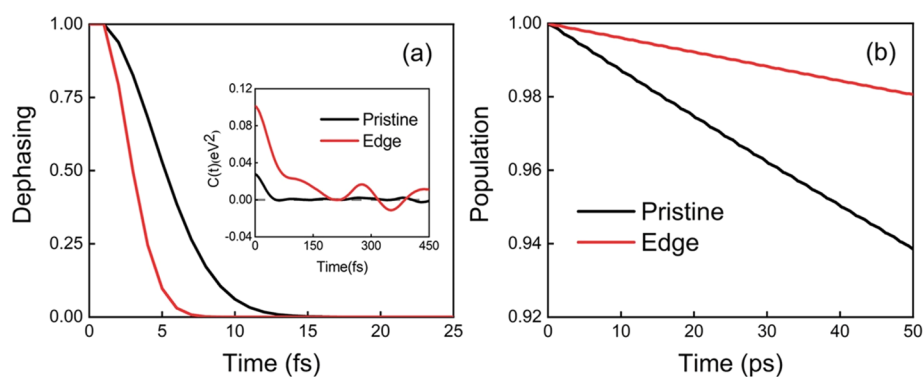 (a)
1.00
0.75
0.50
0.25
0.00
Dephasing
0 5 10 15 20 25
Time (fs)
0.12
0.08
0.04
0.00
-0.04
C(t)(eV²)
Pristine
Edge
0 150 300 450
Time(fs)
(b)
1.00
0.98
0.96
0.94
0.92
Population
Pristine
Edge
0 10 20 30 40 50
Time (ps)